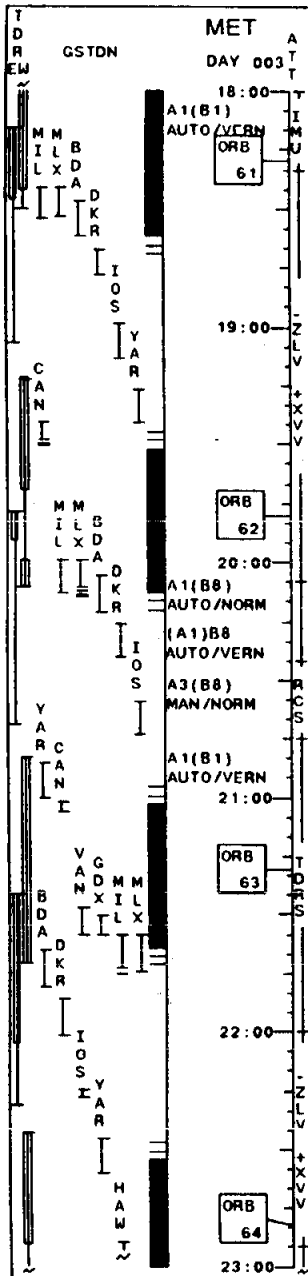 TDRE W ~
GSTDN
MET
DAY 003
ATT
18:00
A1(B1)
AUTO/VERN
MIL
MLX
BDA
DKR
IMU
ORB
61
IOS
YAR
19:00
-ZLV
+XVV
CAN
ORB
62
20:00
MIL
MLX
BDA
DKR
IOS
A1(B8)
AUTO/NORM
(A1)B8
AUTO/VERN
A3(B8)
MAN/NORM
RCS
YAR
CAN
A1(B1)
AUTO/VERN
21:00
VAN
GDX
MIL
MLX
ORB
63
TDRS
BDA
DKR
22:00
IOS
YAR
-ZLV
+XVV
HAW
T ~
ORB
64
23:00